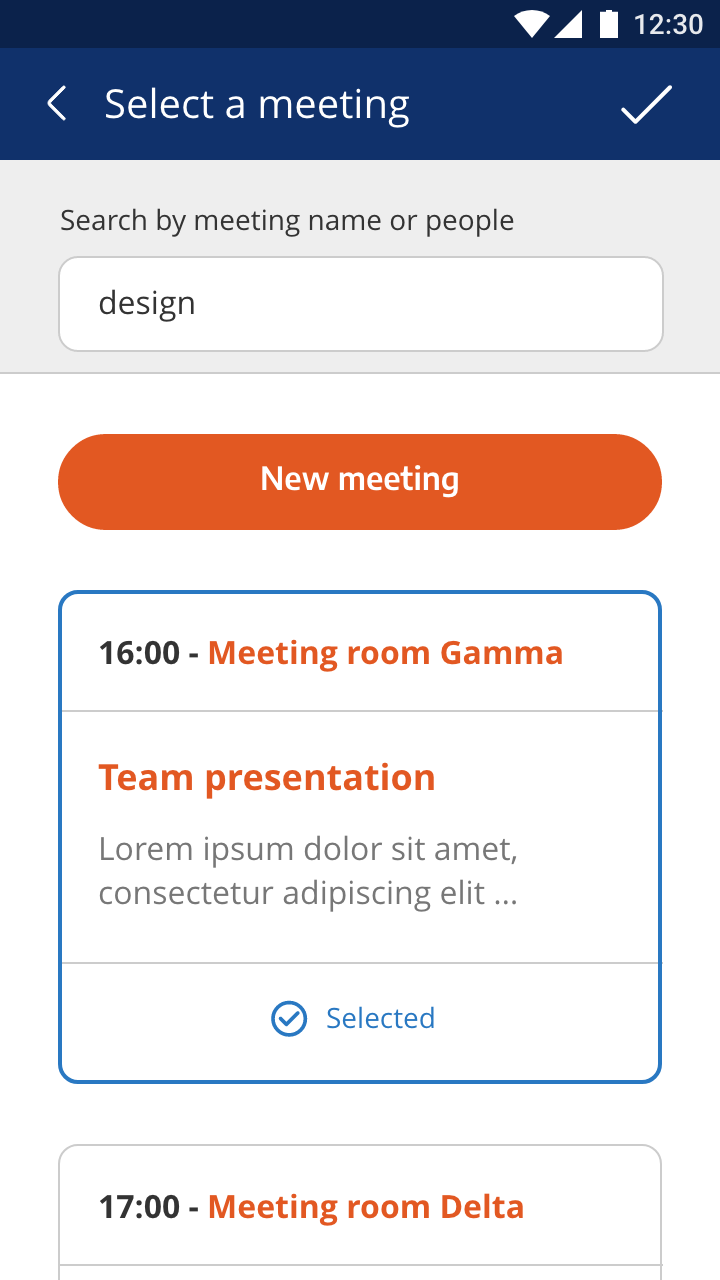 12:30
Select a meeting
Search by meeting name or people
design
New meeting
16:00 - Meeting room Gamma
Team presentation
Lorem ipsum dolor sit amet,
consectetur adipiscing elit ...
Selected
17:00 - Meeting room Delta